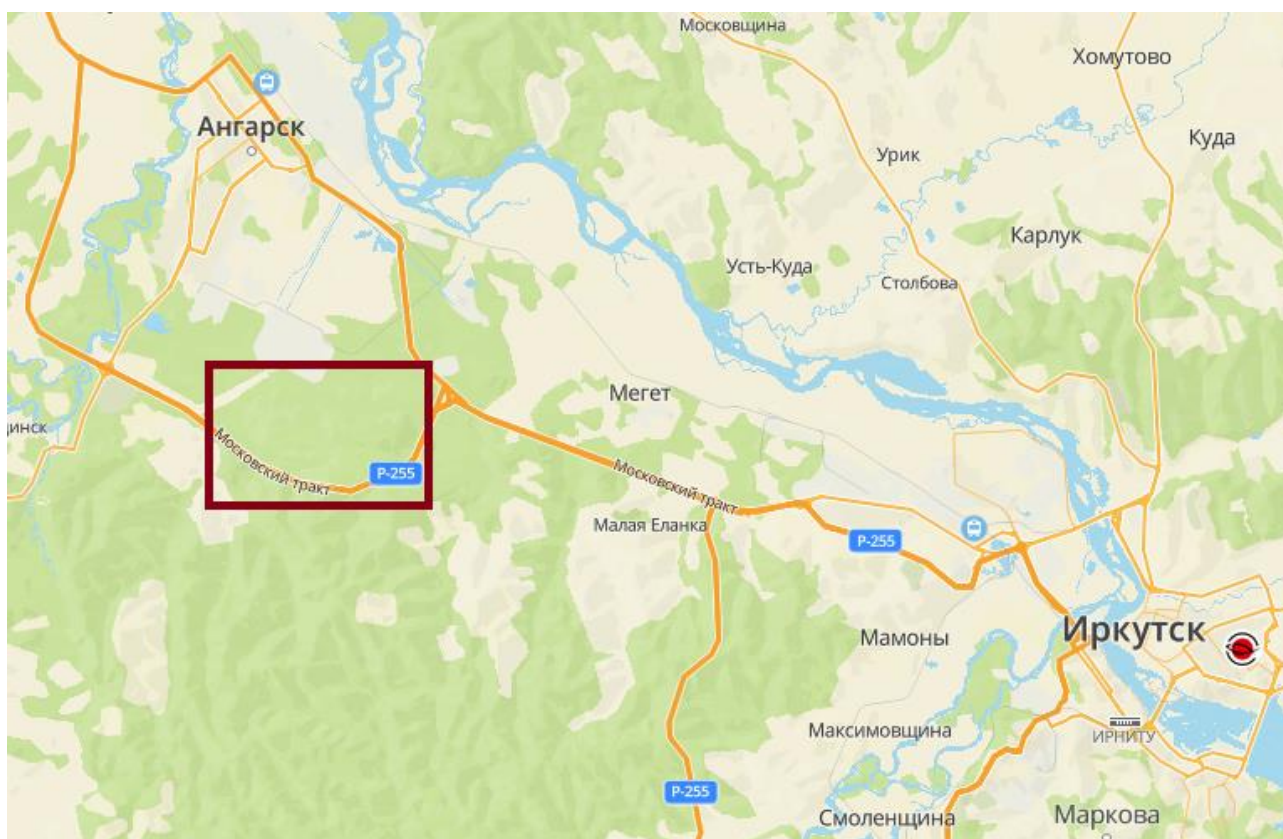 Московщина
Хомутово
Ангарск
Куда
Урик
Карлук
Усть-Куда
Столбова
Мегет
динск
Московский тракт
Р-255
Московский тракт
Малая Еланка
Р-255
Мамоны
Иркутск
Максимовщина
ИРНИТУ
Р-255
Смоленщина
Маркова